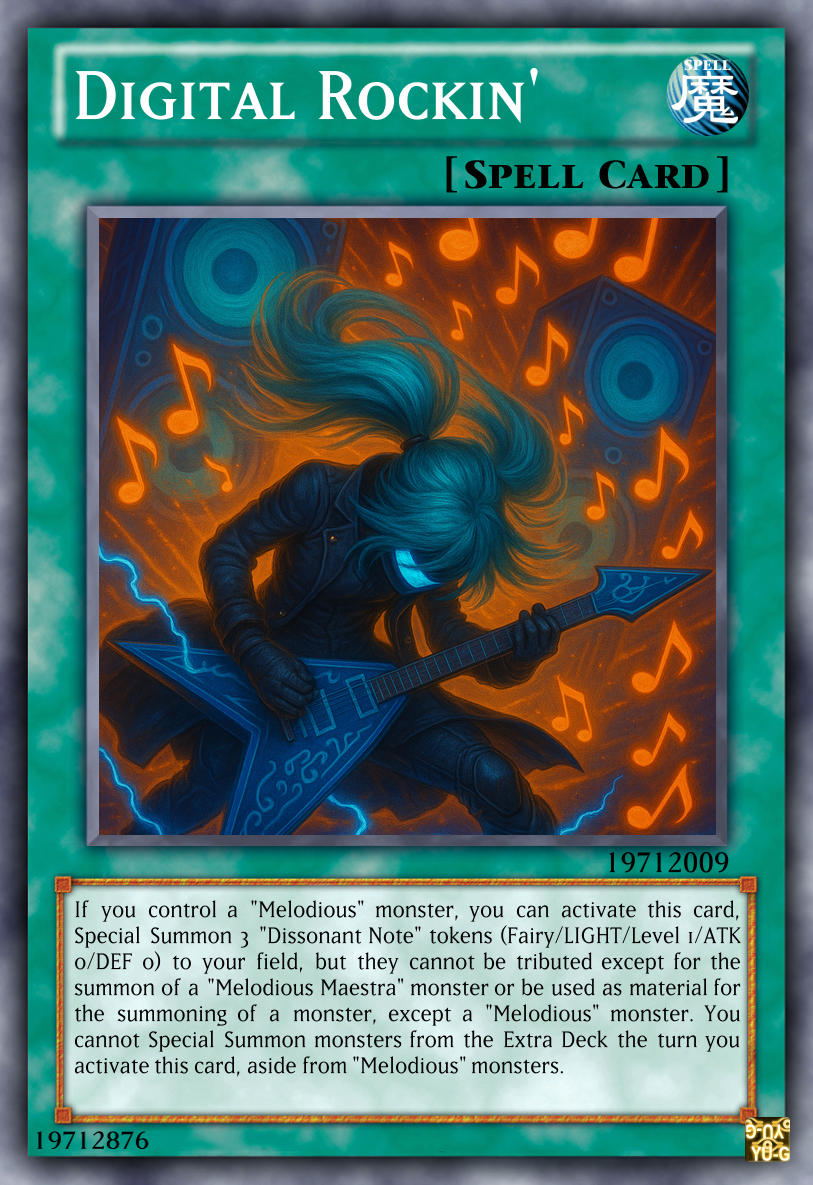 Digital Rockin'
SPELL
魔
[Spell Card]
19712009
If you control a "Melodious" monster, you can activate this card,
Special Summon 3 "Dissonant Note" tokens (Fairy/LIGHT/Level 1/ATK
0/DEF 0) to your field, but they cannot be tributed except for the
summon of a "Melodious Maestra" monster or be used as material for
the summoning of a monster, except a "Melodious" monster. You
cannot Special Summon monsters from the Extra Deck the turn you
activate this card, aside from "Melodious" monsters.
19712876